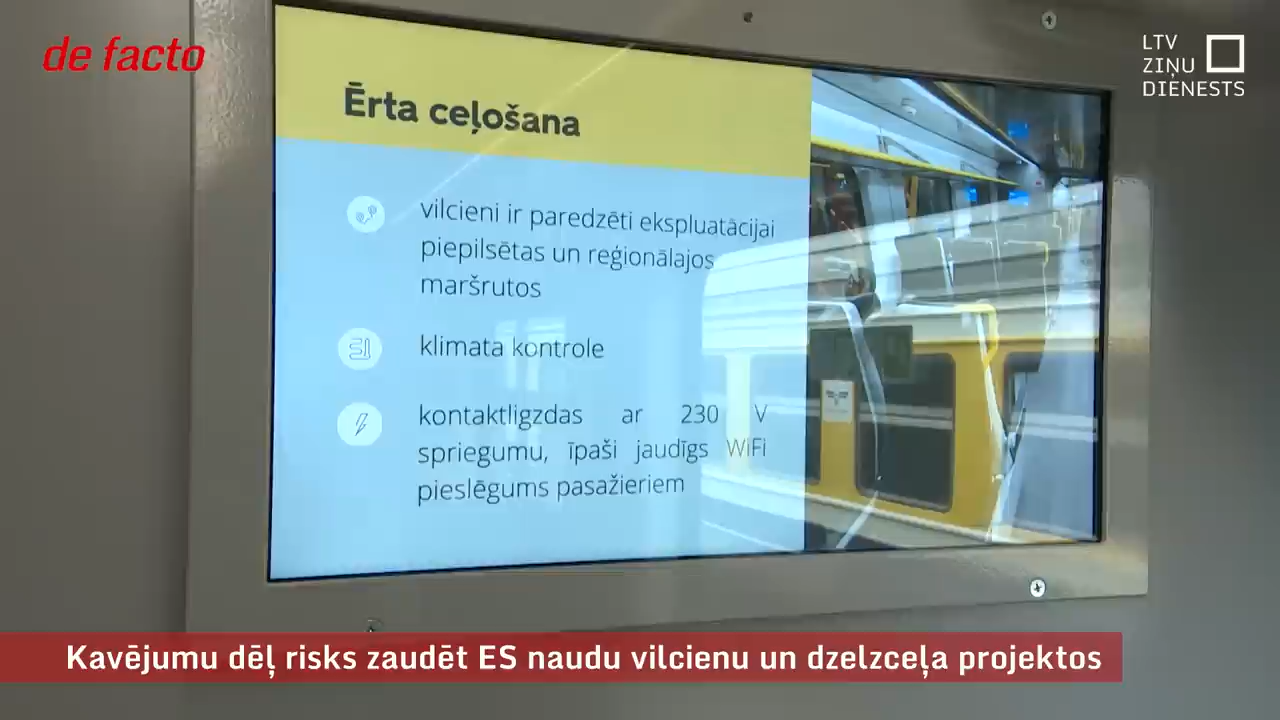 de facto
LTV
ZIŅU
DIENESTS
Ērta ceļošana
vilcieni ir paredzēti ekspluatācijai
piepilsētas un reģionālajos
maršrutos
klimata kontrole
kontaktligzdas ar 230 V
spriegumu, īpaši jaudīgs WiFi
pieslēgums pasažieriem
Kavējumu dēļ risks zaudēt ES naudu vilcienu un dzelzceļa projektos